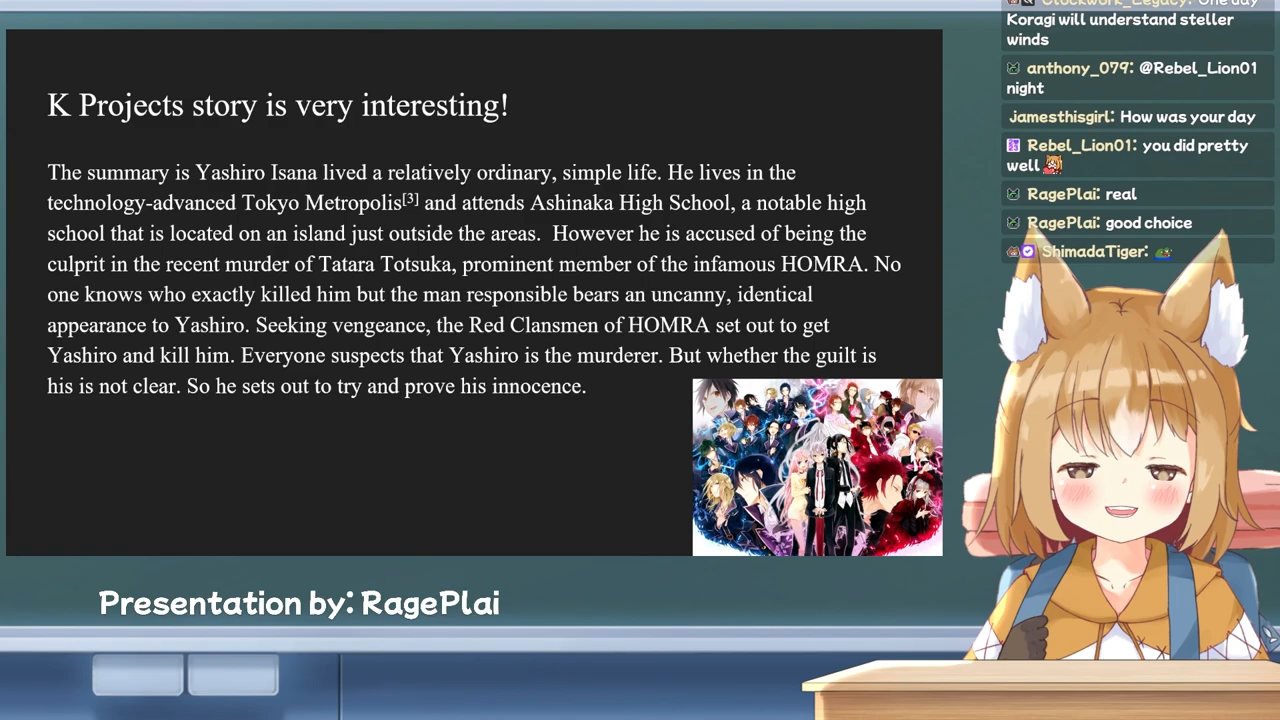 K Projects story is very interesting!
The summary is Yashiro Isana lived a relatively ordinary, simple life. He lives in the
technology-advanced Tokyo Metropolis[3] and attends Ashinaka High School, a notable high
school that is located on an island just outside the areas.  However he is accused of being the
culprit in the recent murder of Tatara Totsuka, prominent member of the infamous HOMRA. No
one knows who exactly killed him but the man responsible bears an uncanny, identical
appearance to Yashiro. Seeking vengeance, the Red Clansmen of HOMRA set out to get
Yashiro and kill him. Everyone suspects that Yashiro is the murderer. But whether the guilt is
his is not clear. So he sets out to try and prove his innocence.
Presentation by: RagePlai
Clockwork_Legacy: One day
Koragi will understand steller
winds
anthony_079: @Rebel_Lion01
night
Jamesthisgirl: How was your day
Rebel_Lion01: you did pretty
well
RagePlai: real
RagePlai: good choice
ShimadaTiger: